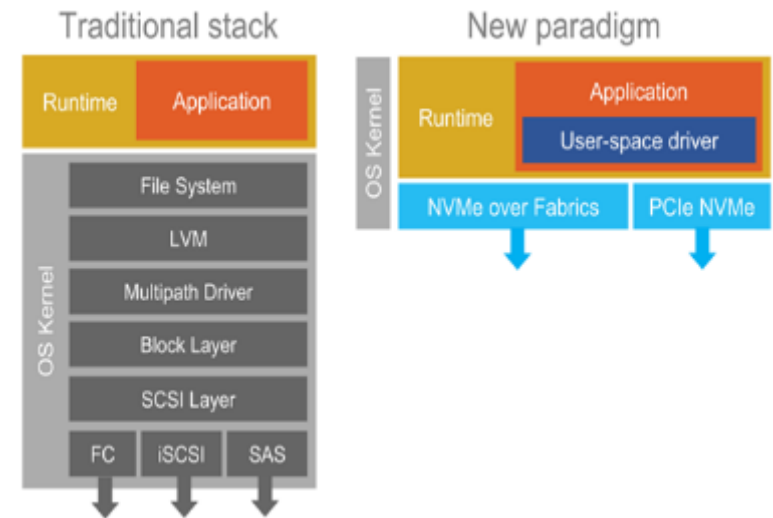 Traditional stack
Runtime
Application
OS Kernel
File System
LVM
Multipath Driver
Block Layer
SCSI Layer
FC
iSCSI
SAS
New paradigm
OS Kernel
Runtime
Application
User-space driver
NVMe over Fabrics
PCIe NVMe